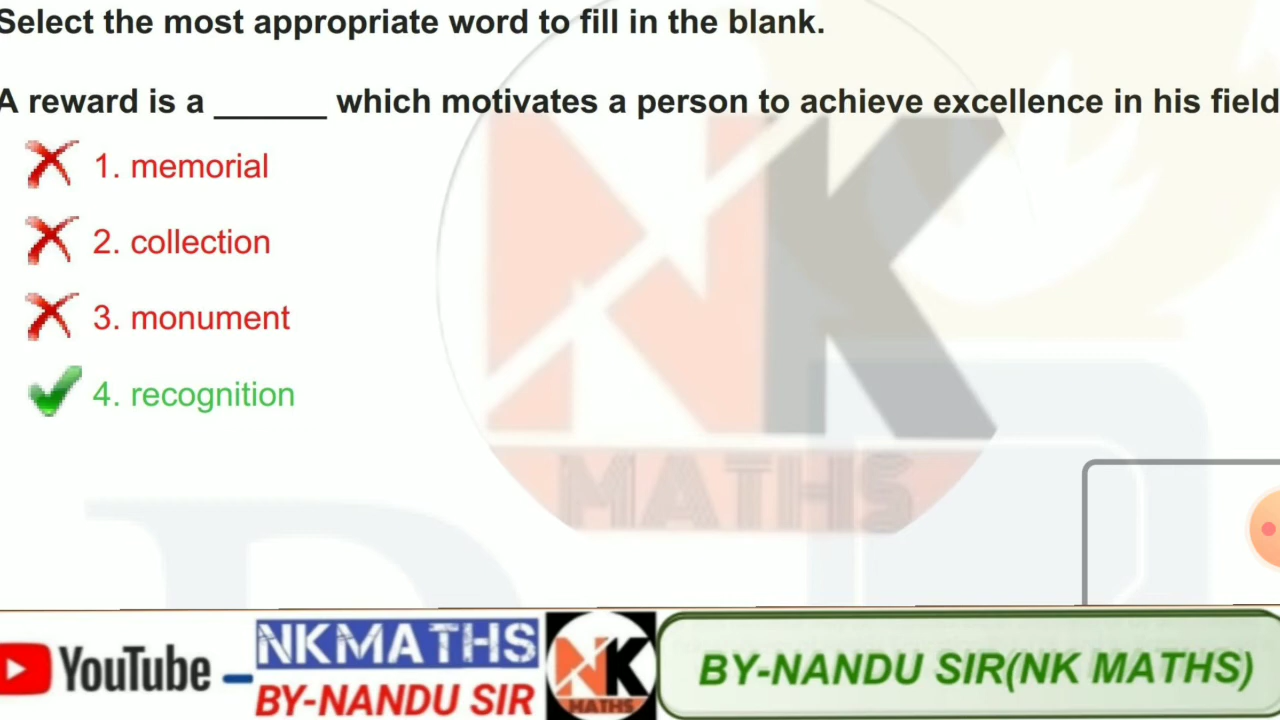 Select the most appropriate word to fill in the blank.
A reward is a ______ which motivates a person to achieve excellence in his field
1. memorial
2. collection
3. monument
4. recognition
NK
MATHS
YouTube – NKMATHS
BY-NANDU SIR
NK
MATHS
BY-NANDU SIR(NK MATHS)